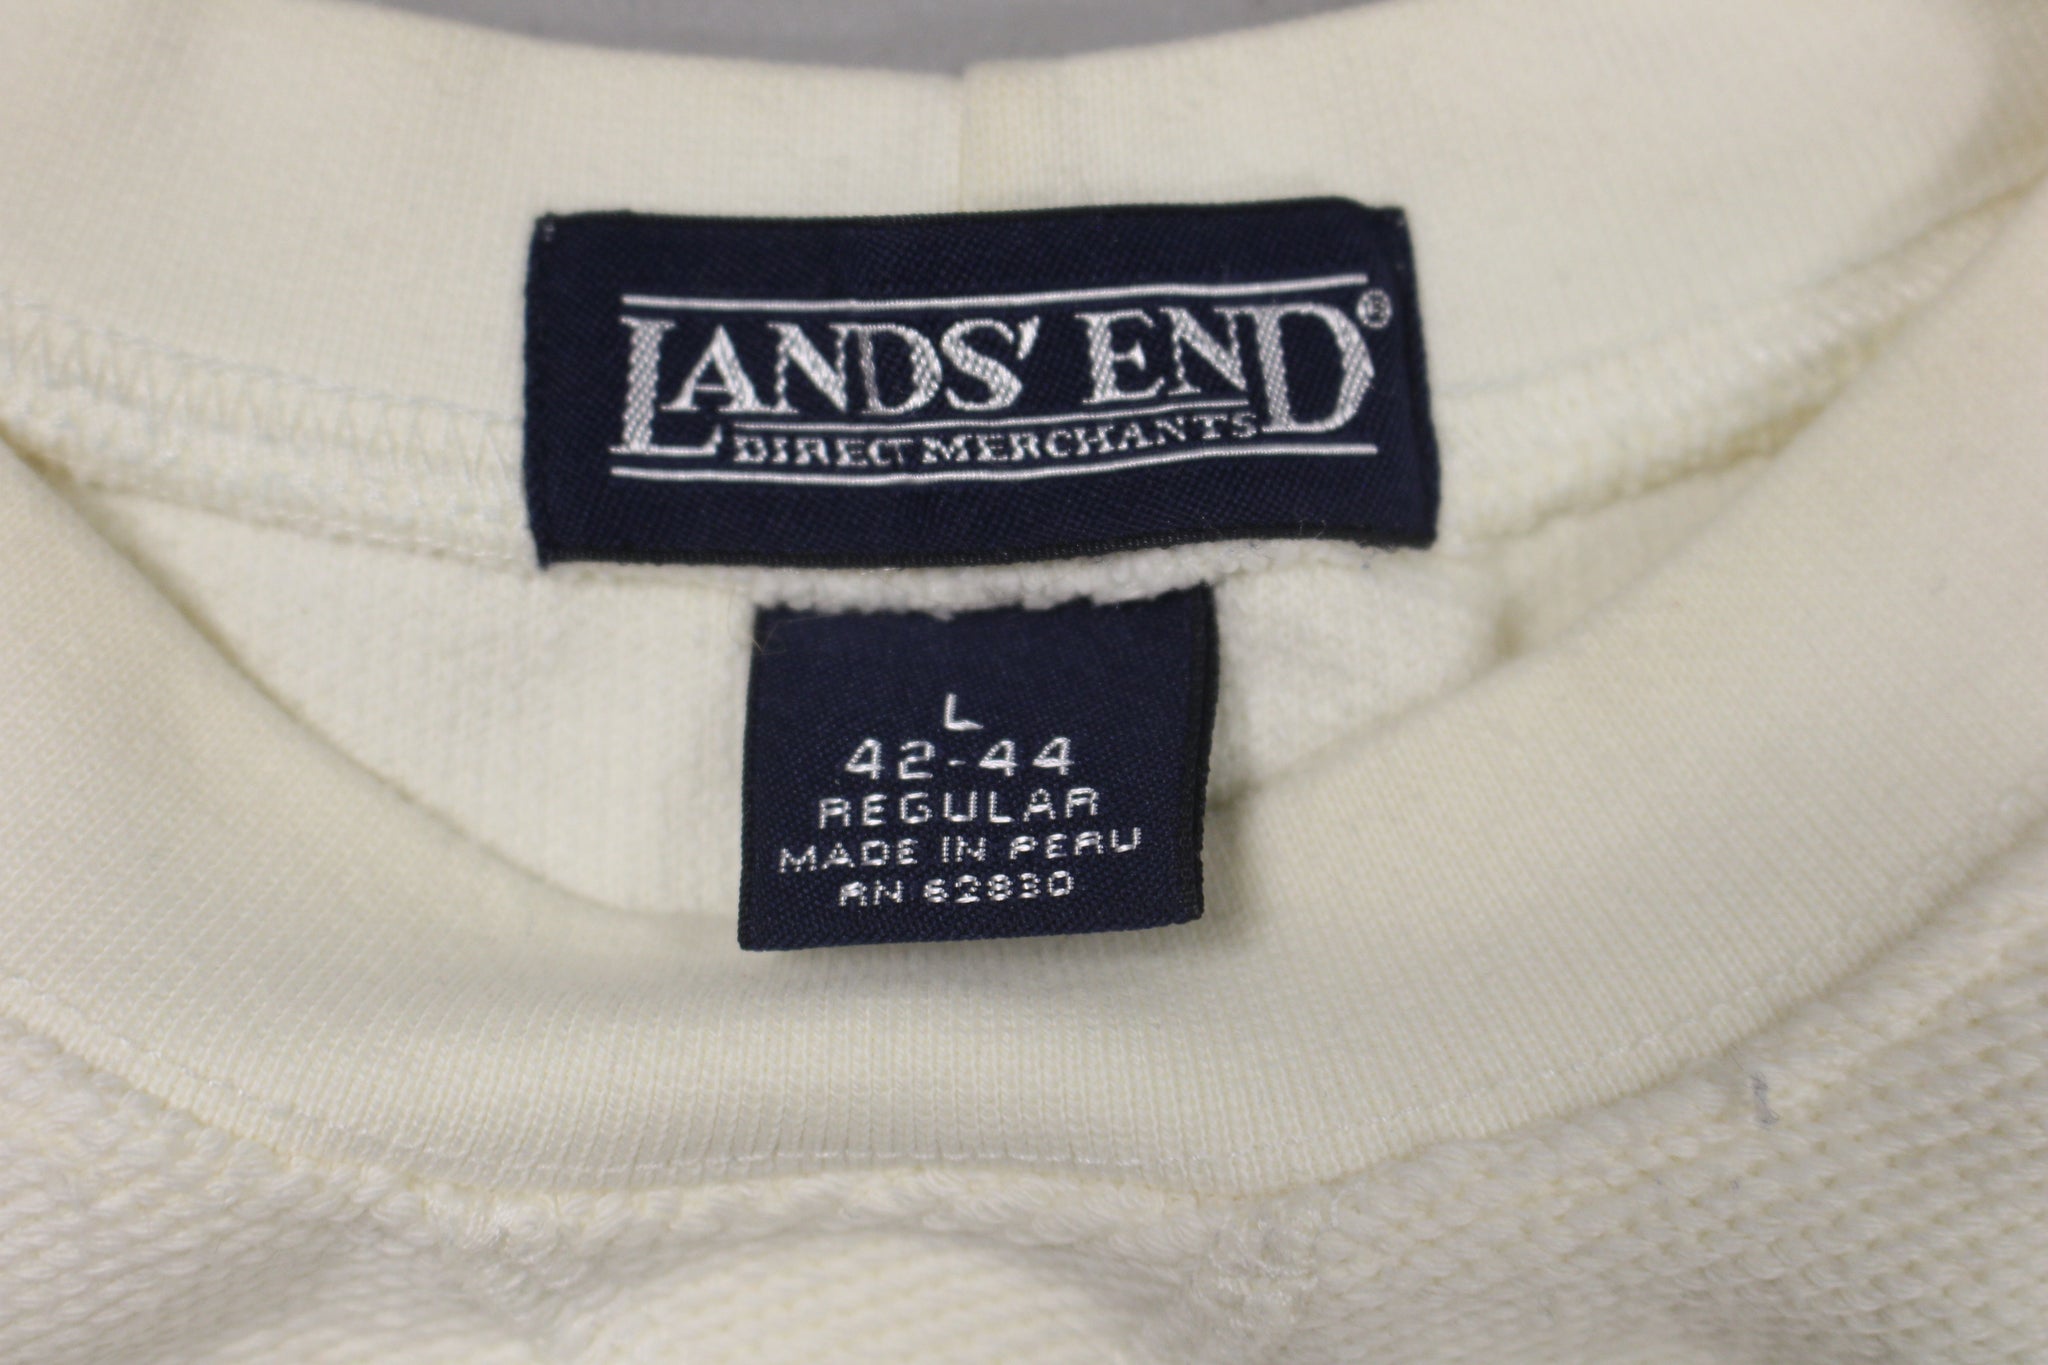 LANDS' END®
DIRECT MERCHANTS
L
42-44
REGULAR
MADE IN PERU
RN 62830